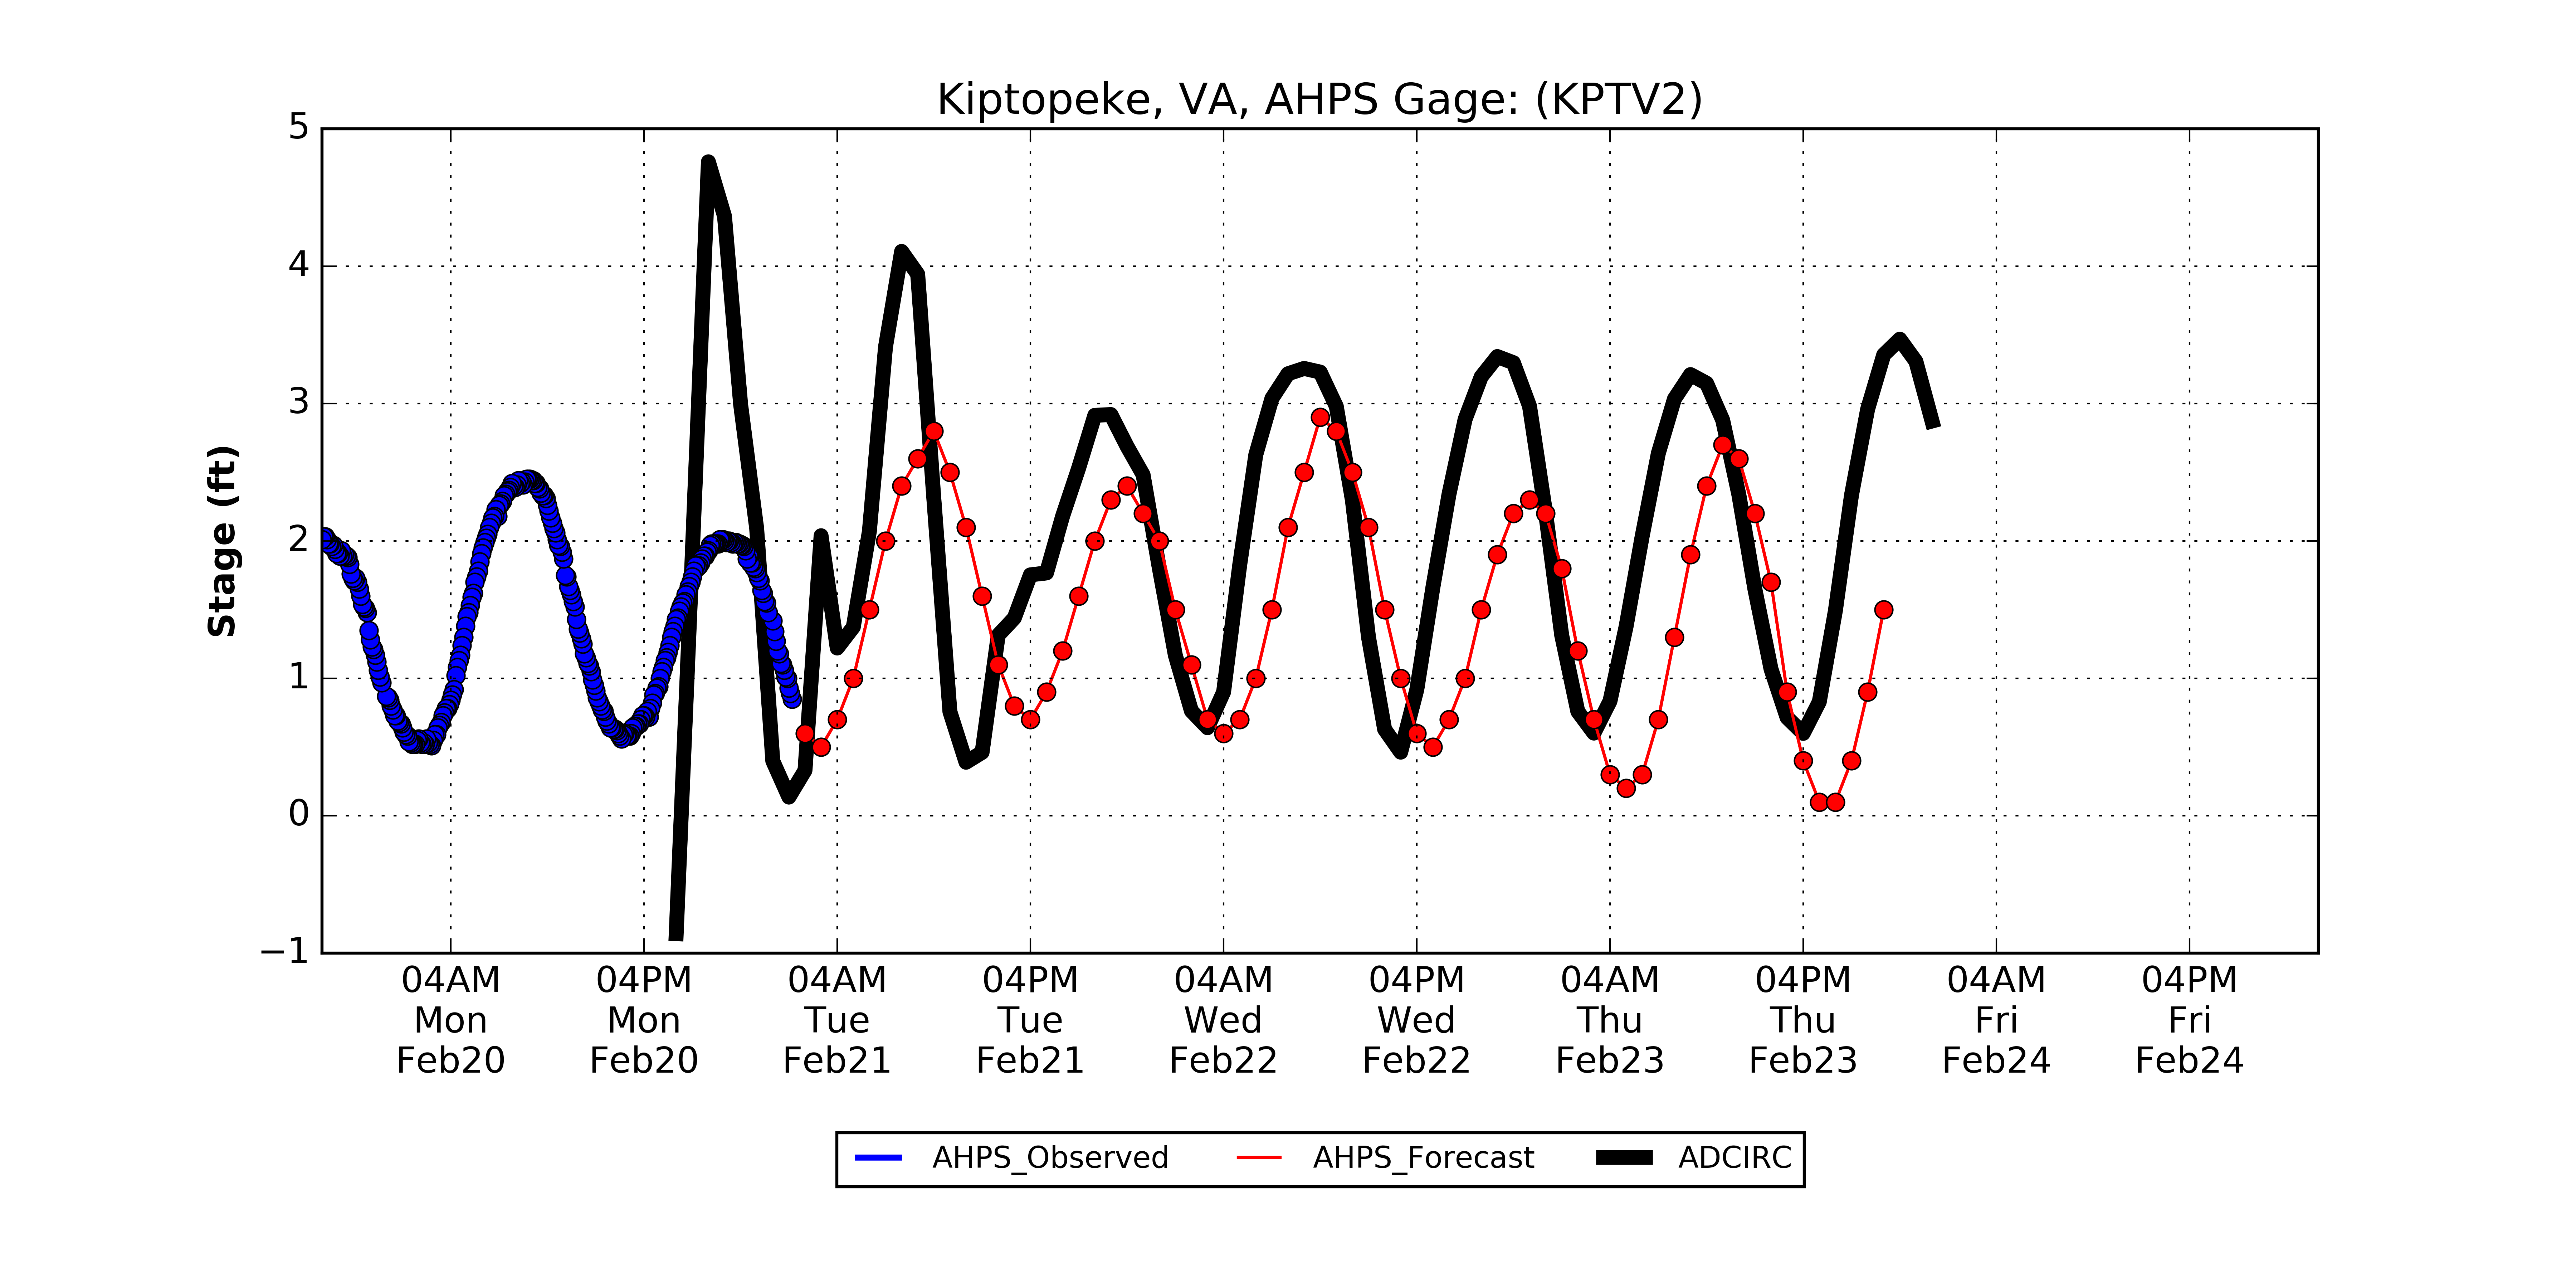 Kiptopeke, VA, AHPS Gage: (KPTV2)
5
4
3
2
1
0
−1
Stage (ft)
04AM 04PM 04AM 04PM 04AM 04PM 04AM 04PM 04AM 04PM
Mon Mon Tue Tue Wed Wed Thu Thu Fri Fri
Feb20 Feb20 Feb21 Feb21 Feb22 Feb22 Feb23 Feb23 Feb24 Feb24
AHPS_Observed AHPS_Forecast ADCIRC